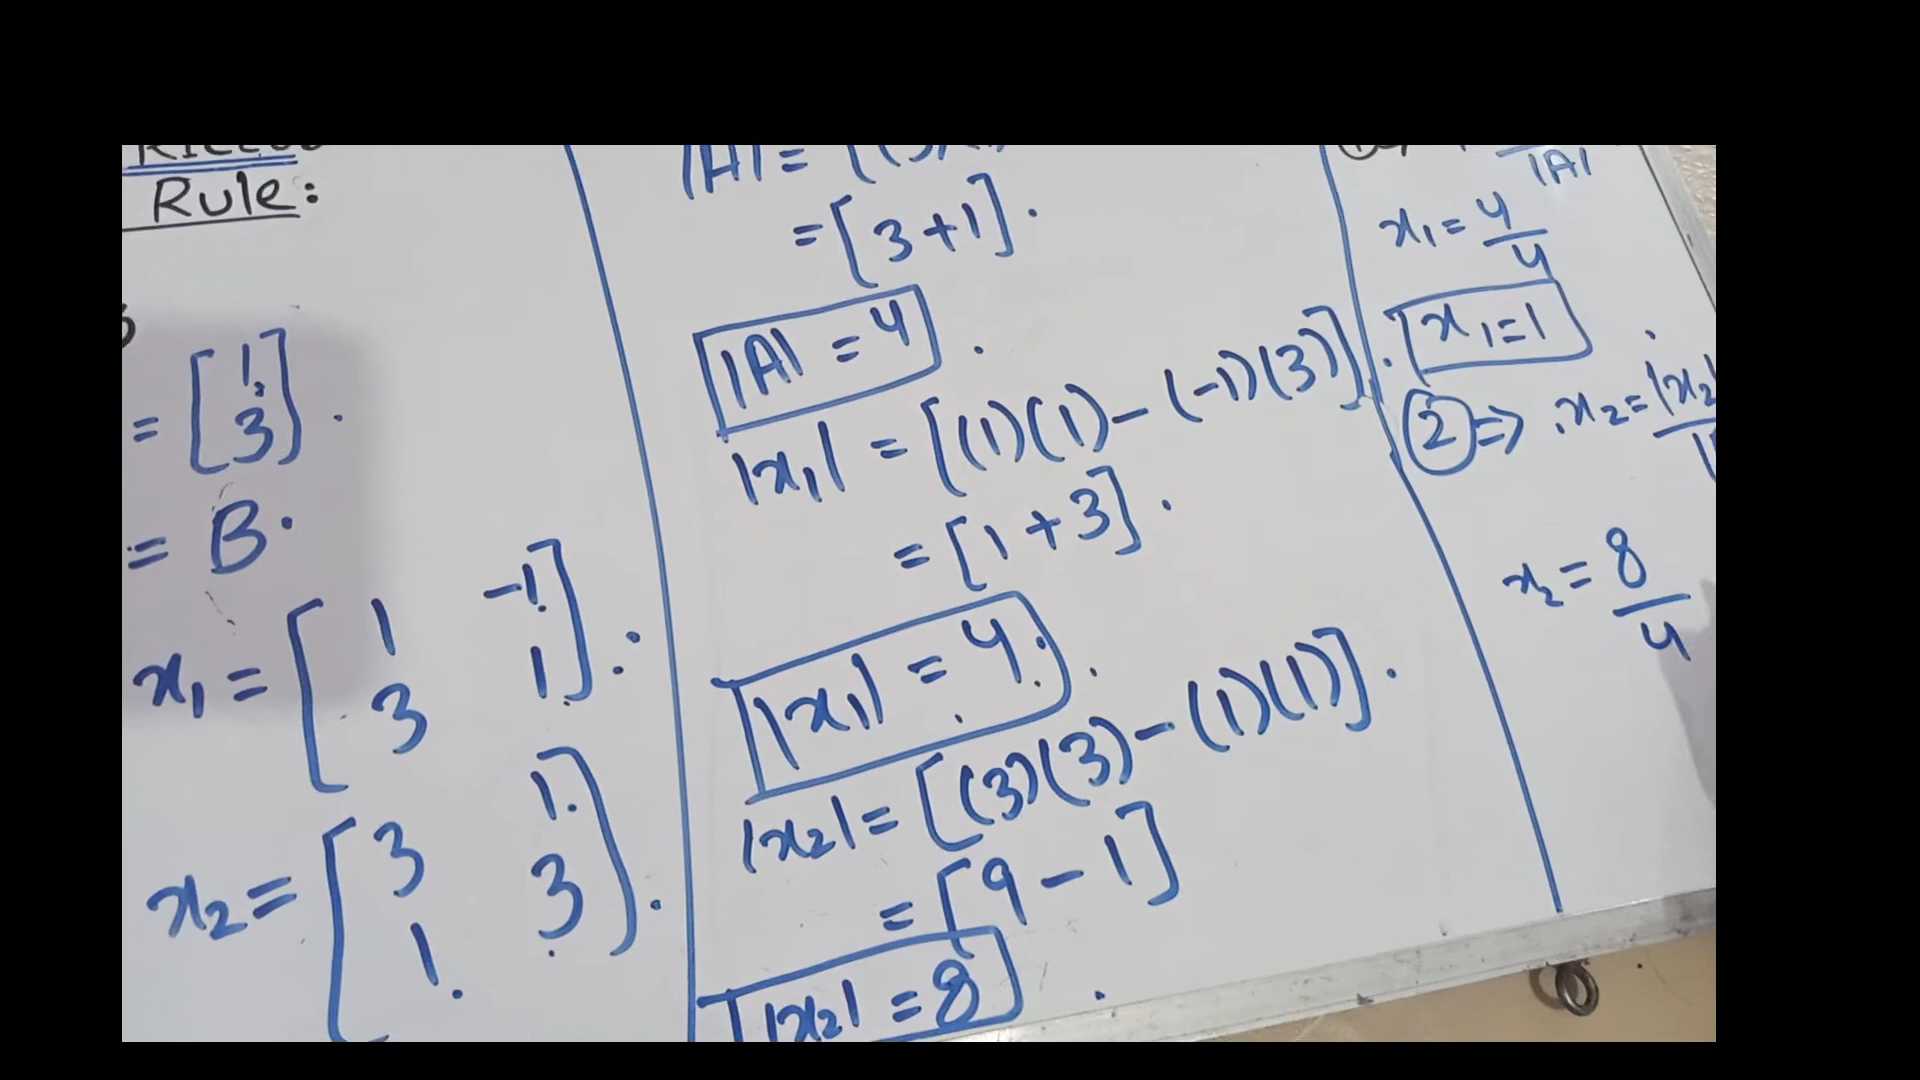 Rule:
= [1
3].
= B.
x₁ = [1 -1
3 1].
x₂ = [3 1
1 3].
|A| =
= [3+1].
|A| = 4.
|x₁| = [(1)(1) - (-1)(3)].
= [1+3].
|x₁| = 4.
|x₂| = [(3)(3) - (1)(1)].
= [9-1]
|x₂| = 8.
|A|
x₁ = 4/4
x₁ = 1
② ⇒ x₂ = |x₂|
x₂ = 8/4